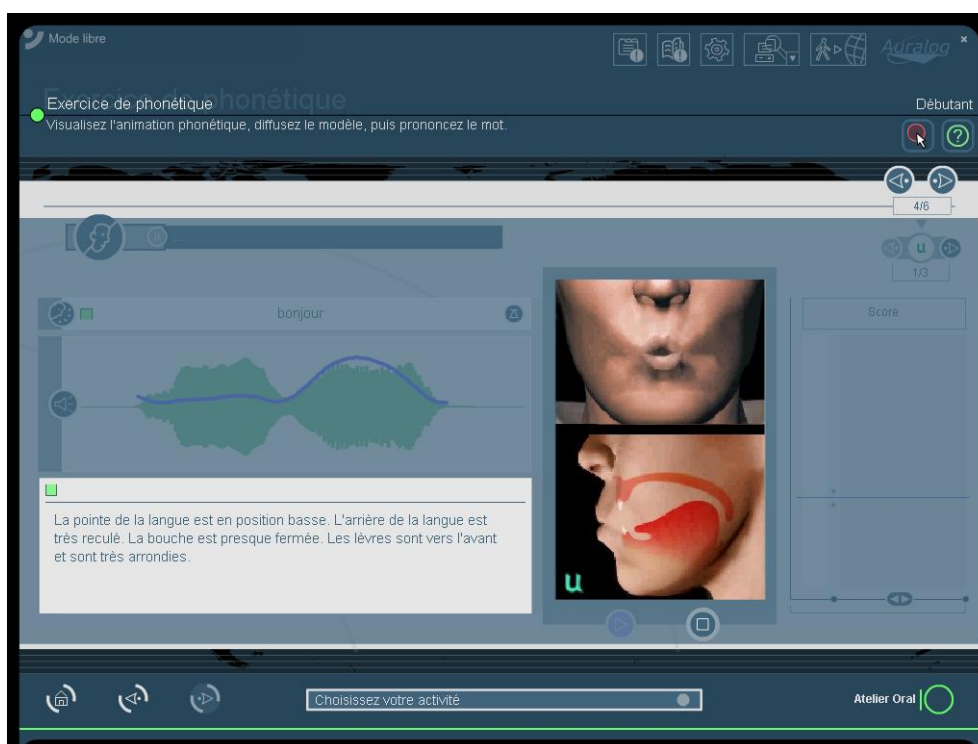 Mode libre
Auralog
Exercice de phonétique
Exercice de phonétique
Débutant
Visualisez l'animation phonétique, diffusez le modèle, puis prononcez le mot.
?
4/6
u
...
u
1/3
bonjour
Score
La pointe de la langue est en position basse. L'arrière de la langue est
très reculé. La bouche est presque fermée. Les lèvres sont vers l'avant
et sont très arrondies.
u
Choisissez votre activité
Atelier Oral